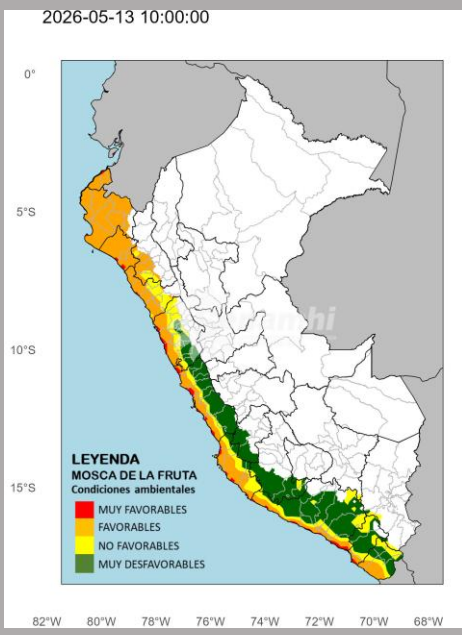 2026-05-13 10:00:00
0°
5°S
10°S
15°S
LEYENDA
MOSCA DE LA FRUTA
Condiciones ambientales
MUY FAVORABLES
FAVORABLES
NO FAVORABLES
MUY DESFAVORABLES
82°W 80°W 78°W 76°W 74°W 72°W 70°W 68°W